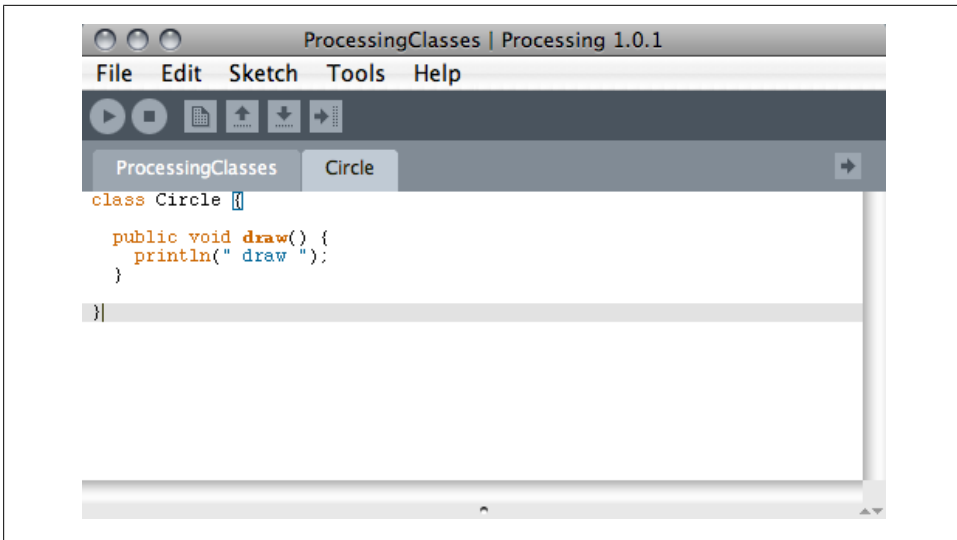 ProcessingClasses | Processing 1.0.1
File Edit Sketch Tools Help
ProcessingClasses Circle
class Circle {
public void draw() {
println(" draw ");
}
}